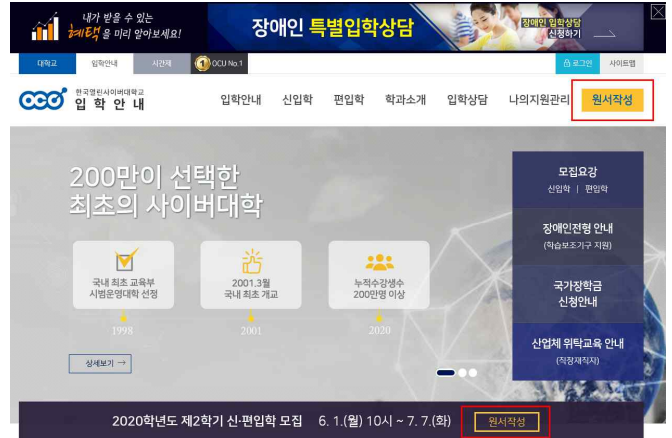 내가 받을 수 있는
혜택을 미리 알아보세요!
장애인 특별입학상담
장애인 입학상담
신청하기
대학교
입학안내
시간제
1 OCU No.1
로그인
사이트맵
OCU 한국열린사이버대학교
입학안내
입학안내 신입학 편입학 학과소개 입학상담 나의지원관리 원서작성
200만이 선택한
최초의 사이버대학
국내 최초 교육부
시범운영대학 선정
1998
2001.3월
국내 최초 개교
2001
누적수강생수
200만명 이상
2020
상세보기 →
모집요강
신입학 | 편입학
장애인전형 안내
(학습보조기구 지원)
국가장학금
신청안내
산업체 위탁교육 안내
(직장재직자)
2020학년도 제2학기 신·편입학 모집 6. 1.(월) 10시 ~ 7. 7.(화) 원서작성